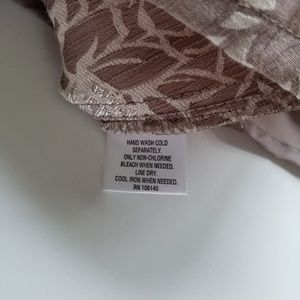 HAND WASH COLD
SEPARATELY.
ONLY NON-CHLORINE
BLEACH WHEN NEEDED.
LINE DRY.
COOL IRON WHEN NEEDED.
RN 106140